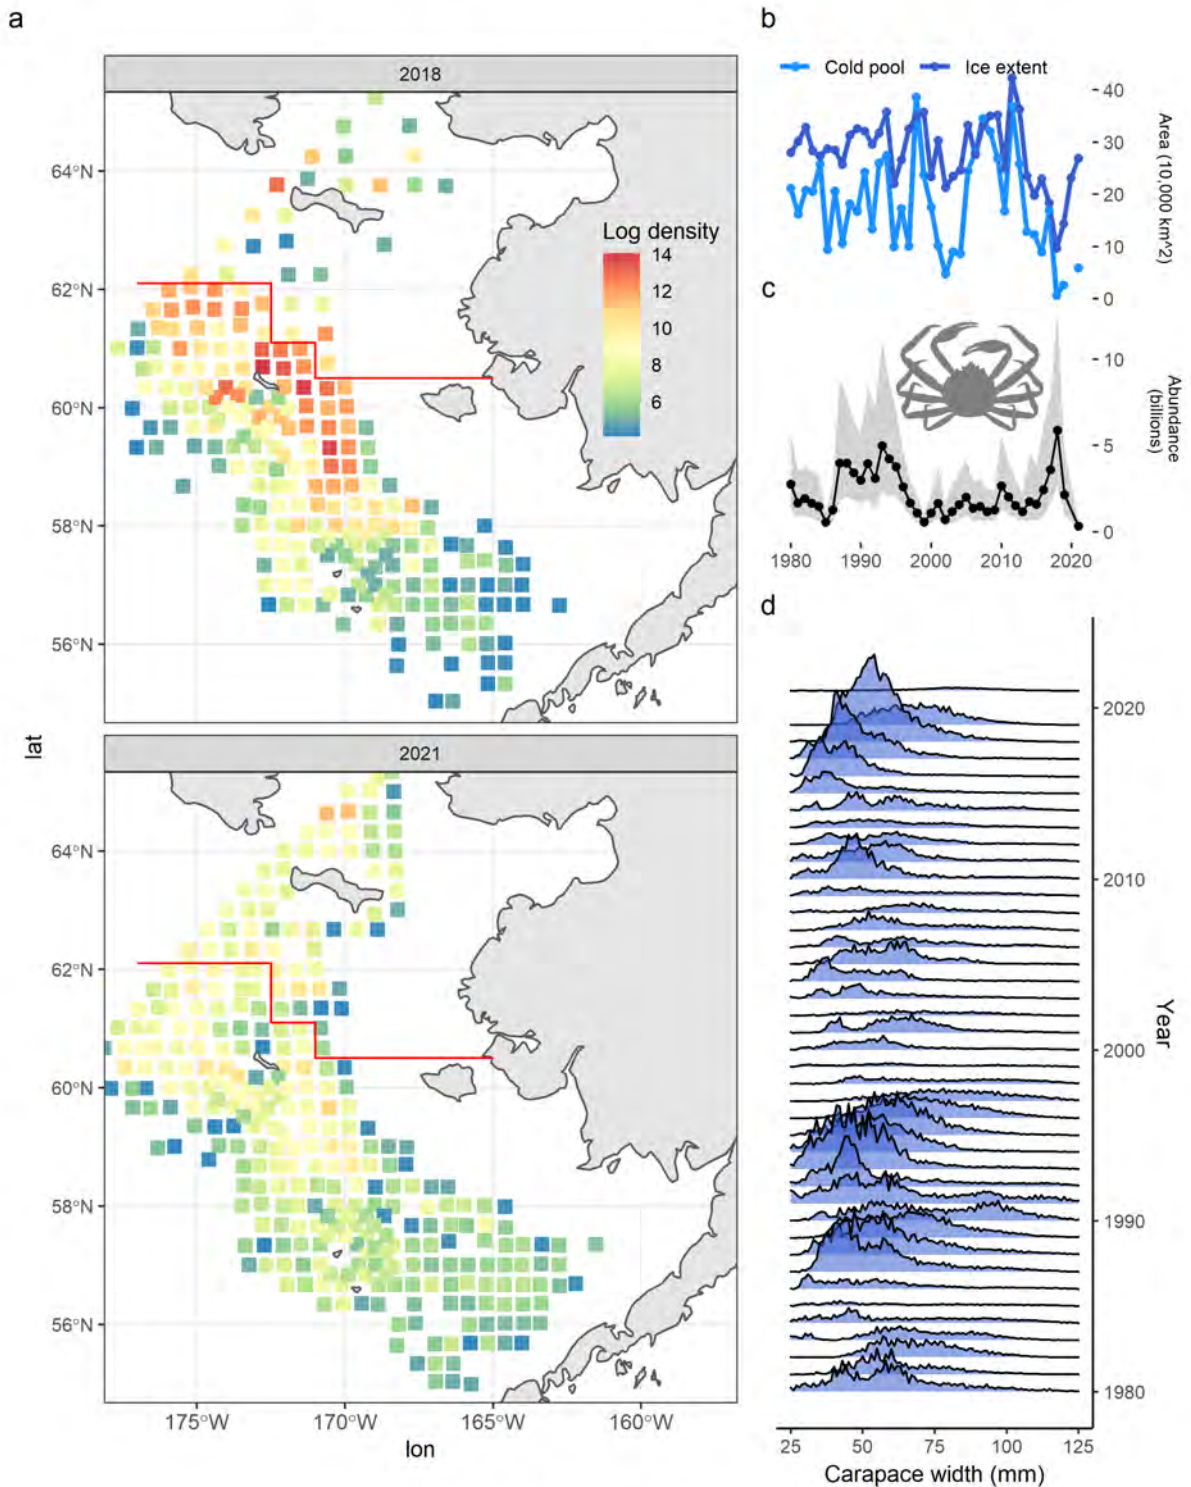 a
2018
64°N
62°N
60°N
58°N
56°N
Log density
14
12
10
8
6
lat
2021
64°N
62°N
60°N
58°N
56°N
175°W 170°W 165°W 160°W
lon
b
Cold pool Ice extent
40
30
20
10
0
Area (10,000 km^2)
c
10
5
0
Abundance
(billions)
1980 1990 2000 2010 2020
d
2020
2010
2000
1990
1980
Year
25 50 75 100 125
Carapace width (mm)